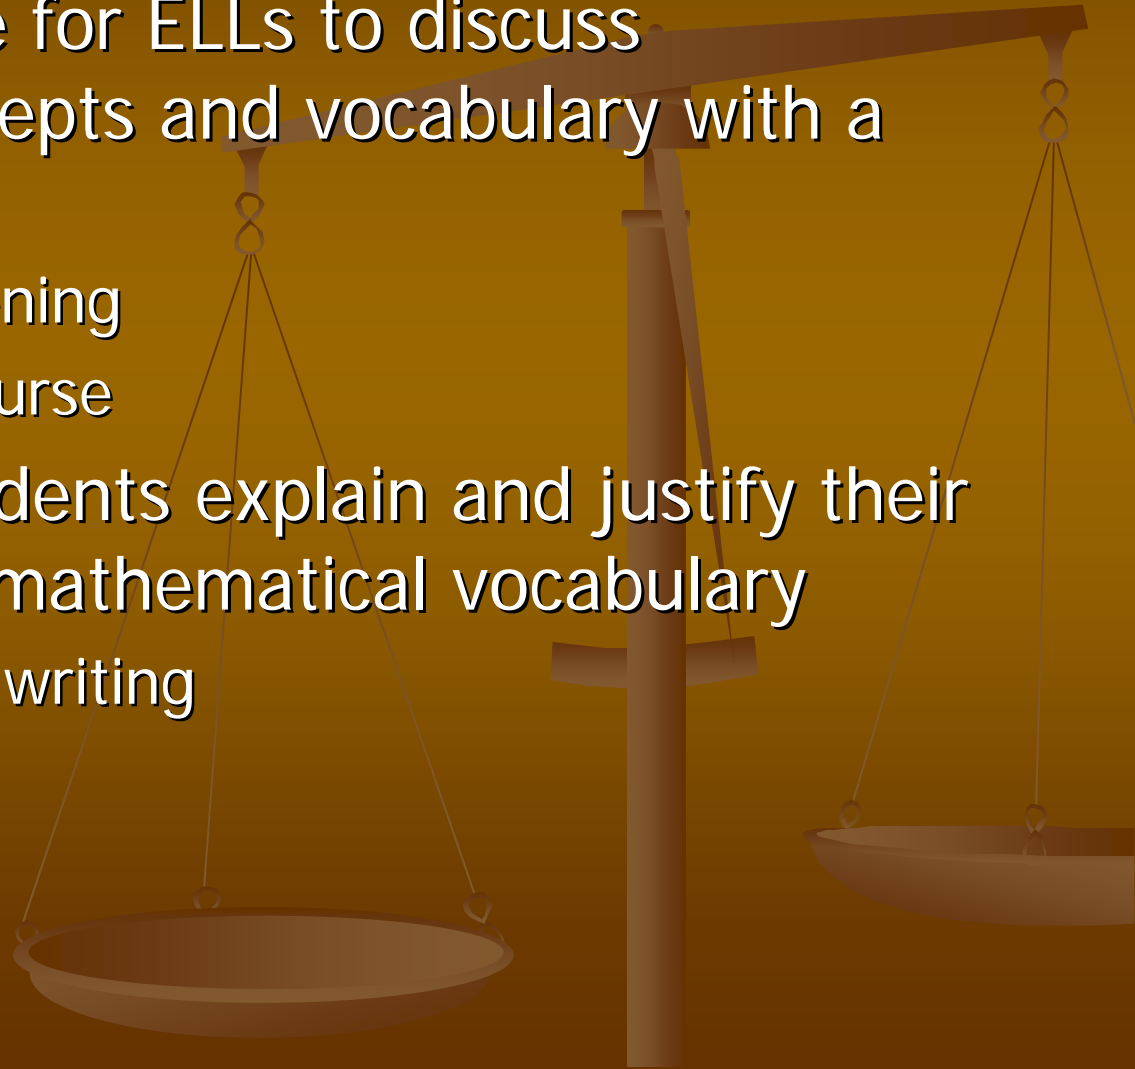 e for ELLs to discuss
epts and vocabulary with a
ning
urse
dents explain and justify their
mathematical vocabulary
writing